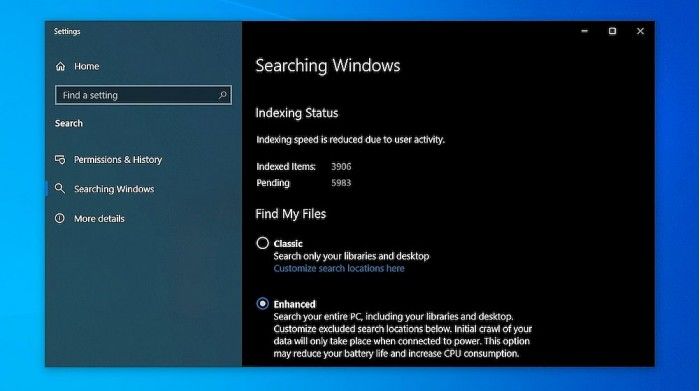 Settings
Home
Find a setting
Search
Permissions & History
Searching Windows
More details
Searching Windows
Indexing Status
Indexing speed is reduced due to user activity.
Indexed Items: 3906
Pending 5983
Find My Files
Classic
Search only your libraries and desktop
Customize search locations here
Enhanced
Search your entire PC, including your libraries and desktop.
Customize excluded search locations below. Initial crawl of your
data will only take place when connected to power. This option
may reduce your battery life and increase CPU consumption.